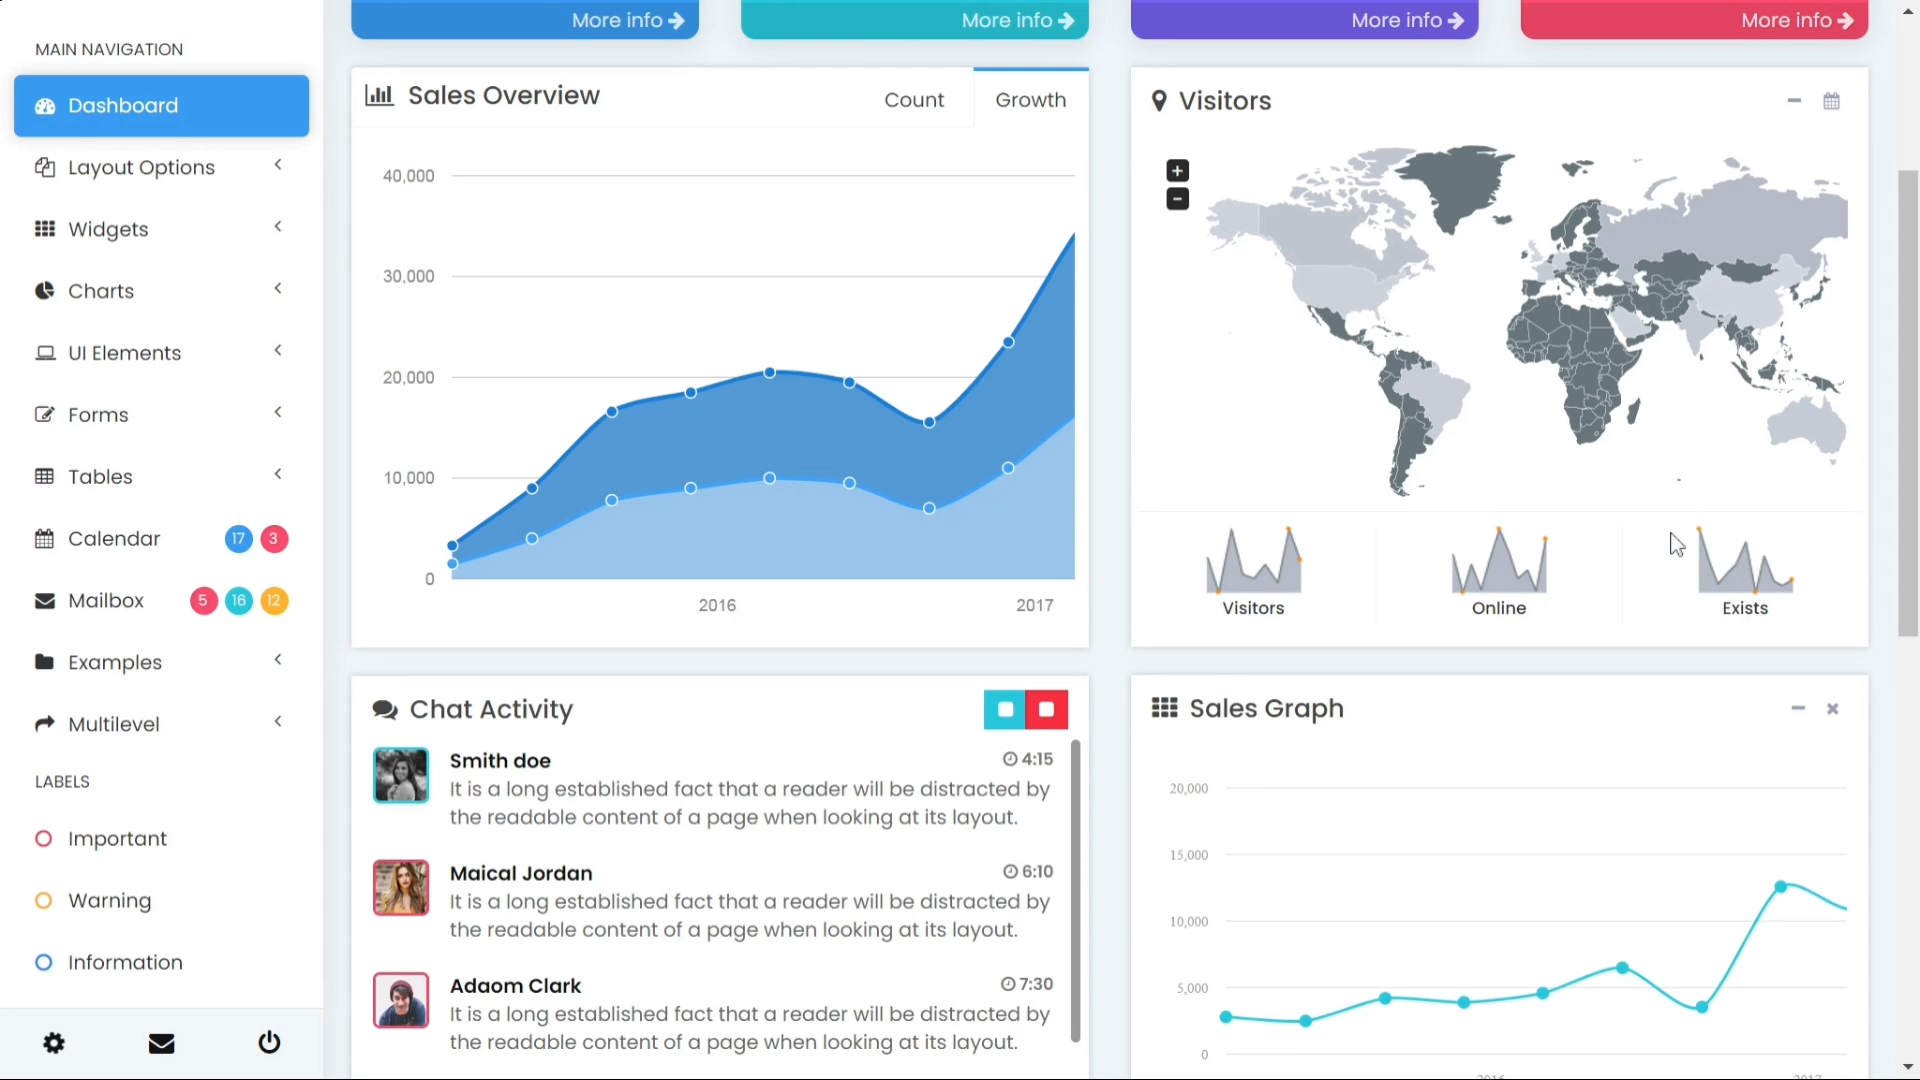 More info
More info
More info
More info
MAIN NAVIGATION
Dashboard
Layout Options
Widgets
Charts
UI Elements
Forms
Tables
Calendar 17 3
Mailbox 5 16 12
Examples
Multilevel
LABELS
Important
Warning
Information
Sales Overview
Count Growth
40,000
30,000
20,000
10,000
0
2016 2017
Visitors
+
−
Visitors Online Exists
Chat Activity
Smith doe 4:15
It is a long established fact that a reader will be distracted by
the readable content of a page when looking at its layout.
Maical Jordan 6:10
It is a long established fact that a reader will be distracted by
the readable content of a page when looking at its layout.
Adaom Clark 7:30
It is a long established fact that a reader will be distracted by
the readable content of a page when looking at its layout.
Sales Graph
20,000
15,000
10,000
5,000
0
2016 2017